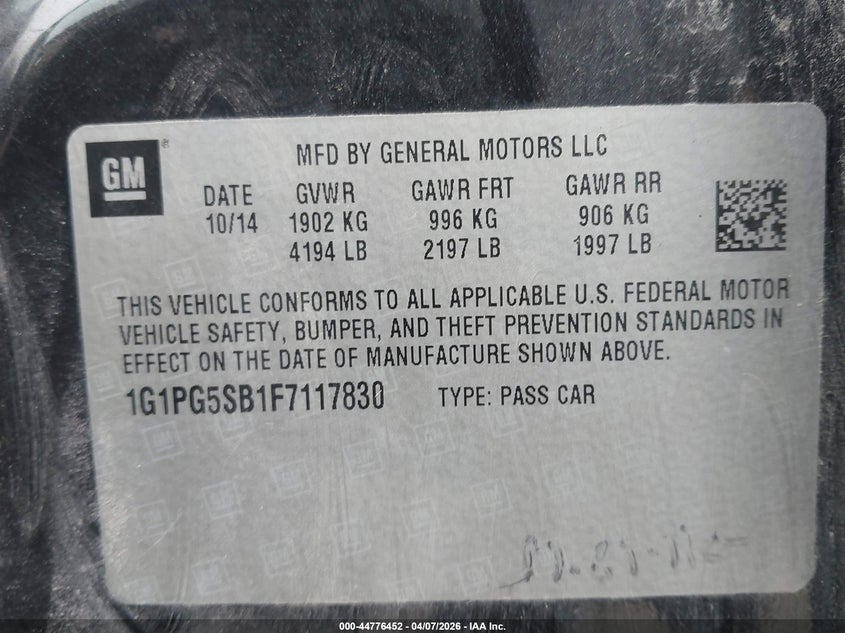 GM
MFD BY GENERAL MOTORS LLC
DATE GVWR GAWR FRT GAWR RR
10/14 1902 KG 996 KG 906 KG
4194 LB 2197 LB 1997 LB
THIS VEHICLE CONFORMS TO ALL APPLICABLE U.S. FEDERAL MOTOR
VEHICLE SAFETY, BUMPER, AND THEFT PREVENTION STANDARDS IN
EFFECT ON THE DATE OF MANUFACTURE SHOWN ABOVE.
1G1PG5SB1F7117830 TYPE: PASS CAR
000-44776452 - 04/07/2026 - IAA Inc.